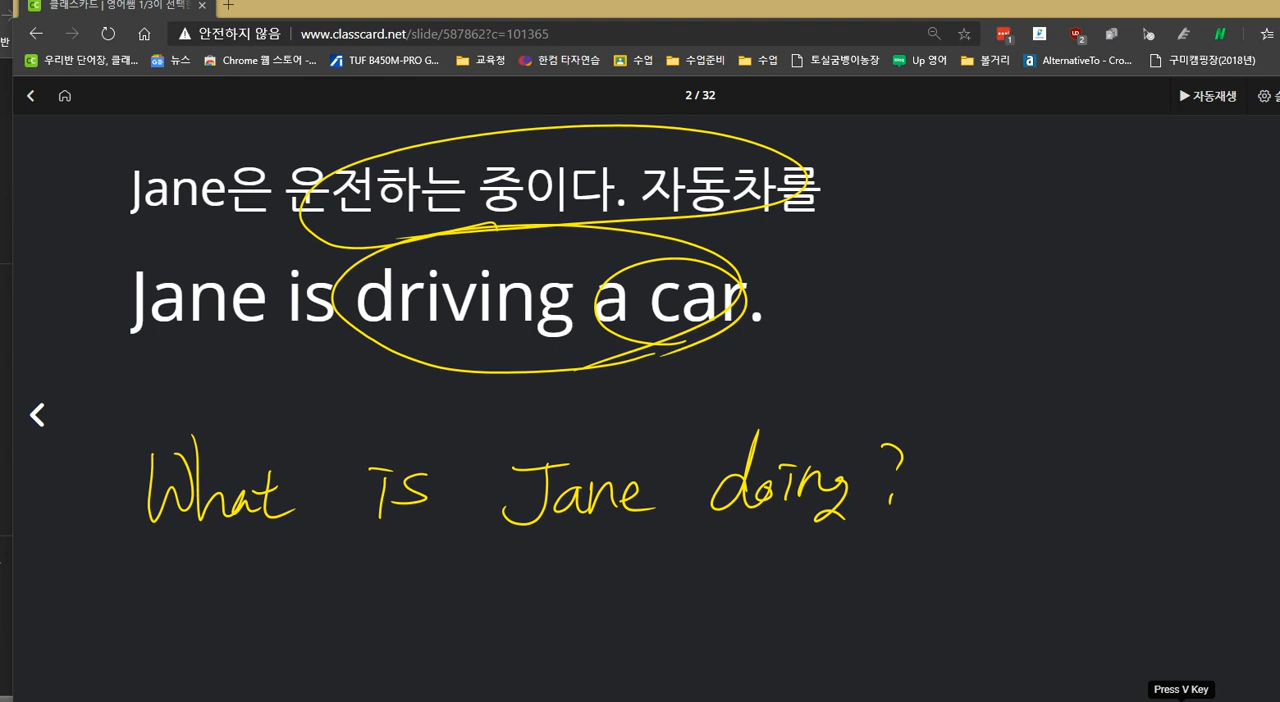 클래스카드 | 영어쌤 1/3이 선택
안전하지 않음 www.classcard.net/slide/587862?c=101365
우리반 단어장, 클래... 뉴스 Chrome 웹 스토어 -... TUF B450M-PRO G... 교육청 한컴 타자연습 수업 수업준비 수업 토실굼벵이농장 Up 영어 볼거리 AlternativeTo - Cro... 구미캠핑장(2018년)
2 / 32 자동재생
Jane은 운전하는 중이다. 자동차를
Jane is driving a car.
What is Jane doing?
Press V Key